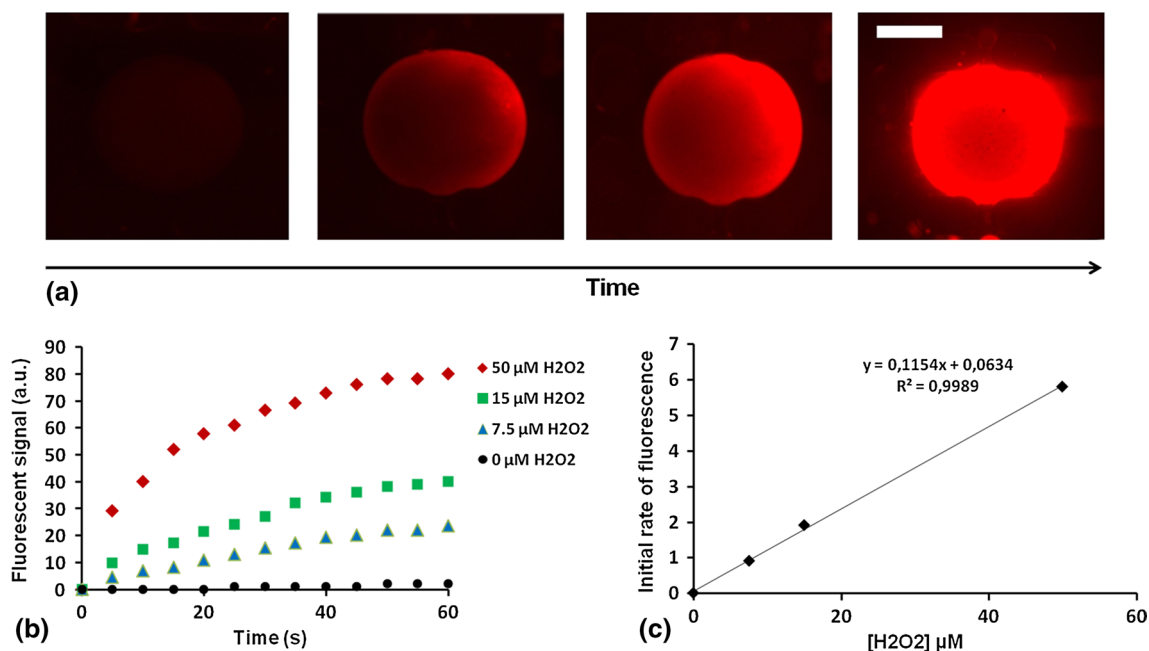 Time
(a)
90
80
70
60
50
40
30
20
10
0
Fluorescent signal (a.u.)
0
20
40
60
Time (s)
50 µM H2O2
15 µM H2O2
7.5 µM H2O2
0 µM H2O2
(b)
7
6
5
4
3
2
1
0
Initial rate of fluorescence
y = 0,1154x + 0,0634
R² = 0,9989
0
20
40
60
[H2O2] µM
(c)